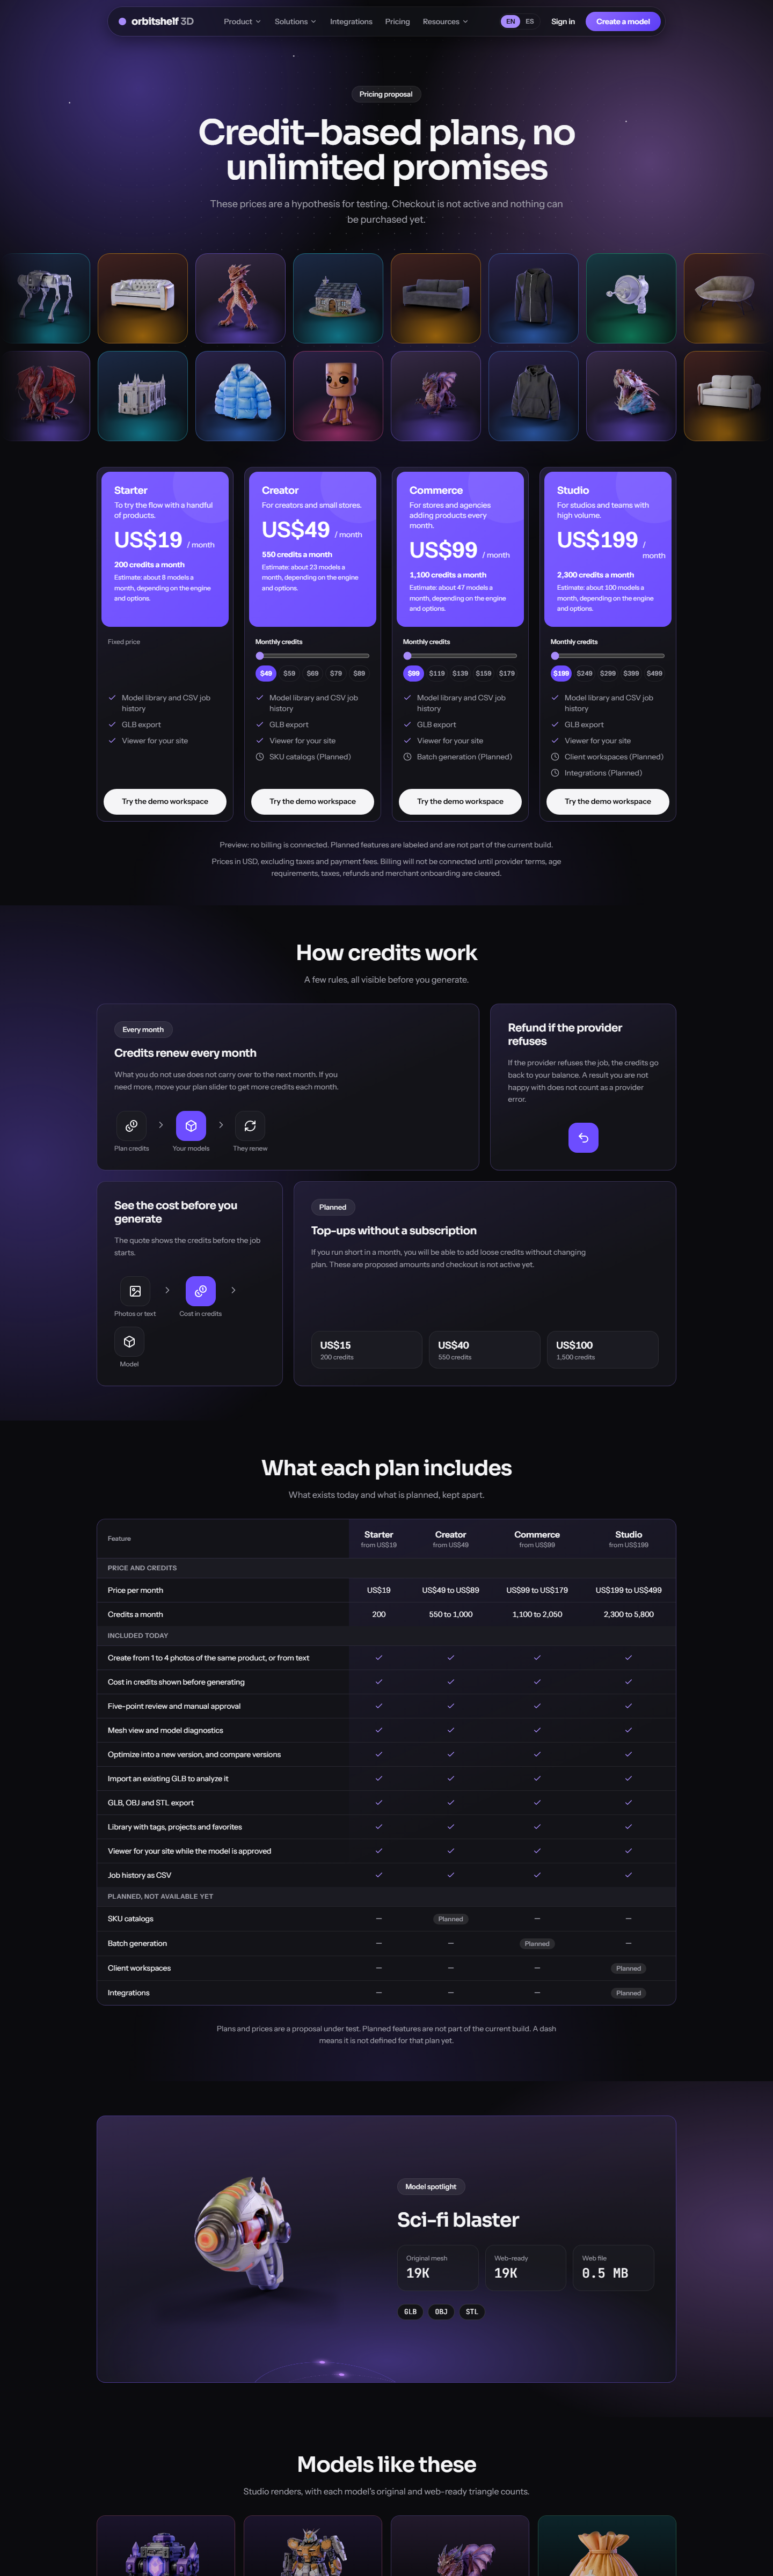 orbitshelf 3D
Product
Solutions
Integrations
Pricing
Resources
EN
ES
Sign in
Create a model
Pricing proposal
Credit-based plans, no
unlimited promises
These prices are a hypothesis for testing. Checkout is not active and nothing can
be purchased yet.
Starter
To try the flow with a handful
of products.
US$19 / month
200 credits a month
Estimate: about 8 models a
month, depending on the engine
and options.
Fixed price
Model library and CSV job
history
GLB export
Viewer for your site
Try the demo workspace
Creator
For creators and small stores.
US$49 / month
550 credits a month
Estimate: about 23 models a
month, depending on the engine
and options.
Monthly credits
$49 $59 $69 $79 $89
Model library and CSV job
history
GLB export
Viewer for your site
SKU catalogs (Planned)
Try the demo workspace
Commerce
For stores and agencies
adding products every
month.
US$99 / month
1,100 credits a month
Estimate: about 47 models a
month, depending on the engine
and options.
Monthly credits
$99 $119 $139 $159 $179
Model library and CSV job
history
GLB export
Viewer for your site
Batch generation (Planned)
Try the demo workspace
Studio
For studios and teams with
high volume.
US$199 /
month
2,300 credits a month
Estimate: about 100 models a
month, depending on the engine
and options.
Monthly credits
$199 $249 $299 $399 $499
Model library and CSV job
history
GLB export
Viewer for your site
Client workspaces (Planned)
Integrations (Planned)
Try the demo workspace
Preview: no billing is connected. Planned features are labeled and are not part of the current build.
Prices in USD, excluding taxes and payment fees. Billing will not be connected until provider terms, age
requirements, taxes, refunds and merchant onboarding are cleared.
How credits work
A few rules, all visible before you generate.
Every month
Credits renew every month
What you do not use does not carry over to the next month. If you
need more, move your plan slider to get more credits each month.
Plan credits
Your models
They renew
Refund if the provider
refuses
If the provider refuses the job, the credits go
back to your balance. A result you are not
happy with does not count as a provider
error.
See the cost before you
generate
The quote shows the credits before the job
starts.
Photos or text
Cost in credits
Model
Planned
Top-ups without a subscription
If you run short in a month, you will be able to add loose credits without changing
plan. These are proposed amounts and checkout is not active yet.
US$15
200 credits
US$40
550 credits
US$100
1,500 credits
What each plan includes
What exists today and what is planned, kept apart.
Feature
Starter
from US$19
Creator
from US$49
Commerce
from US$99
Studio
from US$199
PRICE AND CREDITS
Price per month US$19 US$49 to US$89 US$99 to US$179 US$199 to US$499
Credits a month 200 550 to 1,000 1,100 to 2,050 2,300 to 5,800
INCLUDED TODAY
Create from 1 to 4 photos of the same product, or from text
Cost in credits shown before generating
Five-point review and manual approval
Mesh view and model diagnostics
Optimize into a new version, and compare versions
Import an existing GLB to analyze it
GLB, OBJ and STL export
Library with tags, projects and favorites
Viewer for your site while the model is approved
Job history as CSV
PLANNED, NOT AVAILABLE YET
SKU catalogs – Planned – –
Batch generation – – Planned –
Client workspaces – – – Planned
Integrations – – – Planned
Plans and prices are a proposal under test. Planned features are not part of the current build. A dash
means it is not defined for that plan yet.
Model spotlight
Sci-fi blaster
Original mesh
19K
Web-ready
19K
Web file
0.5 MB
GLB OBJ STL
Models like these
Studio renders, with each model's original and web-ready triangle counts.